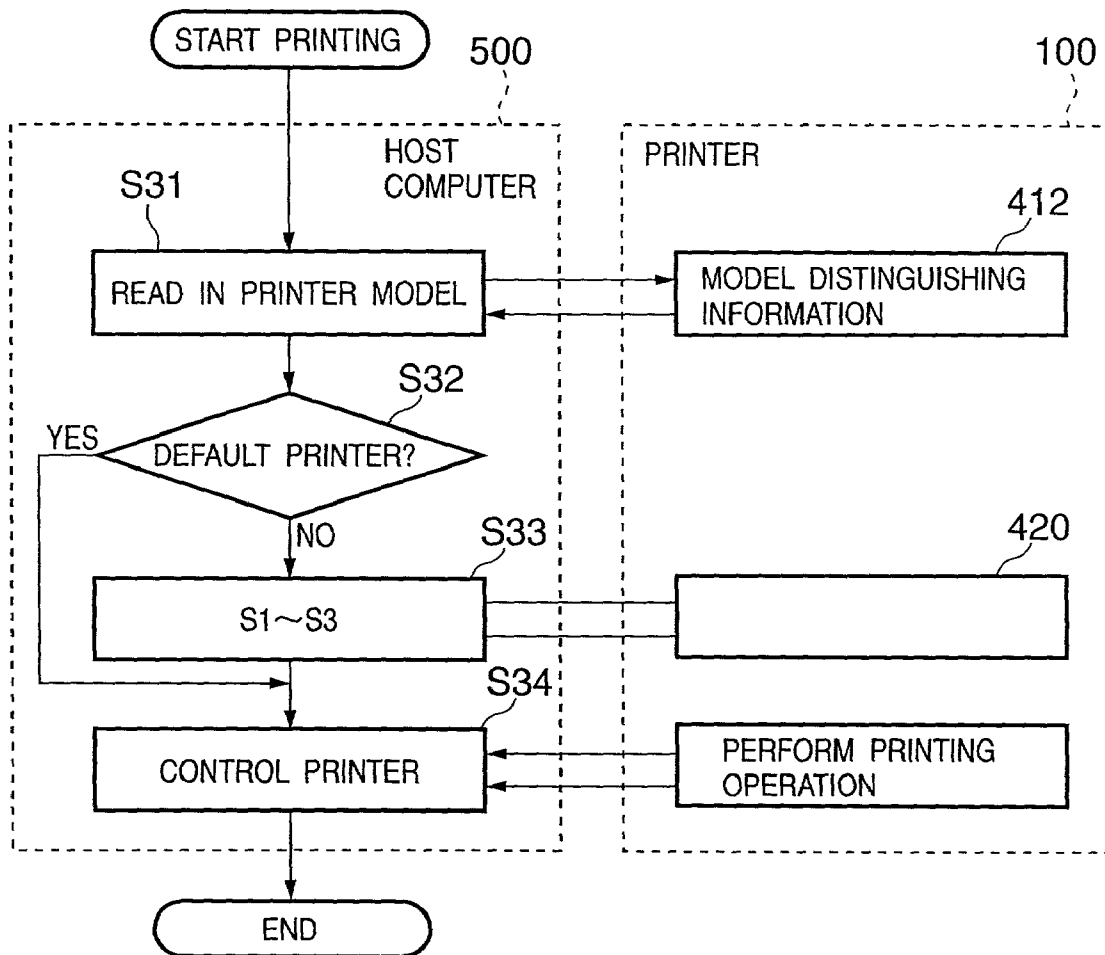 START PRINTING
500
100
HOST
COMPUTER
PRINTER
S31
412
READ IN PRINTER MODEL
MODEL DISTINGUISHING
INFORMATION
S32
YES
DEFAULT PRINTER?
NO
S33
420
S1~S3
S34
CONTROL PRINTER
PERFORM PRINTING
OPERATION
END